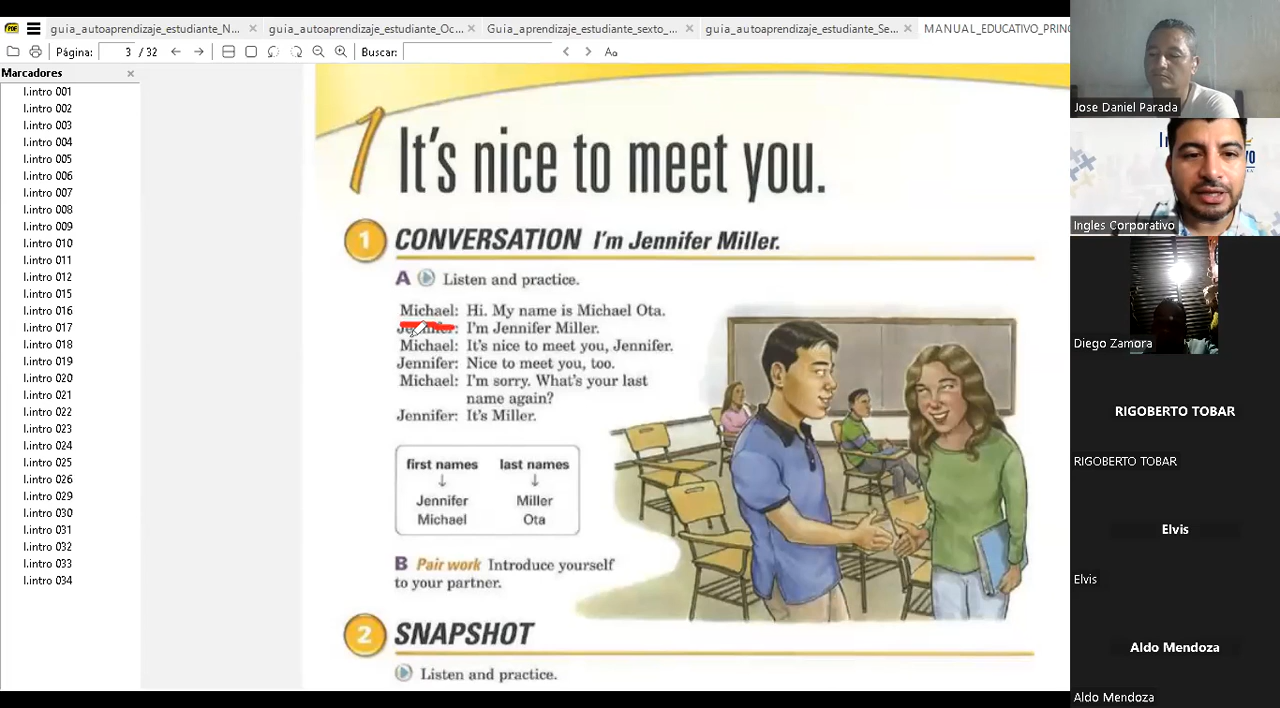 guia_autoaprendizaje_estudiante_N...
guia_autoaprendizaje_estudiante_Oc...
Guia_aprendizaje_estudiante_sexto_...
guia_autoaprendizaje_estudiante_Se...
MANUAL_EDUCATIVO_PRINC
Página: 3 / 32
Buscar:
Aa
Marcadores
I.intro 001
I.intro 002
I.intro 003
I.intro 004
I.intro 005
I.intro 006
I.intro 007
I.intro 008
I.intro 009
I.intro 010
I.intro 011
I.intro 012
I.intro 015
I.intro 016
I.intro 017
I.intro 018
I.intro 019
I.intro 020
I.intro 021
I.intro 022
I.intro 023
I.intro 024
I.intro 025
I.intro 026
I.intro 029
I.intro 030
I.intro 031
I.intro 032
I.intro 033
I.intro 034
1 It's nice to meet you.
1 CONVERSATION I'm Jennifer Miller.
A Listen and practice.
Michael: Hi. My name is Michael Ota.
Jennifer: I'm Jennifer Miller.
Michael: It's nice to meet you, Jennifer.
Jennifer: Nice to meet you, too.
Michael: I'm sorry. What's your last
name again?
Jennifer: It's Miller.
first names last names
↓ ↓
Jennifer Miller
Michael Ota
B Pair work Introduce yourself
to your partner.
2 SNAPSHOT
Listen and practice.
Jose Daniel Parada
Ingles Corporativo
Diego Zamora
RIGOBERTO TOBAR
RIGOBERTO TOBAR
Elvis
Elvis
Aldo Mendoza
Aldo Mendoza